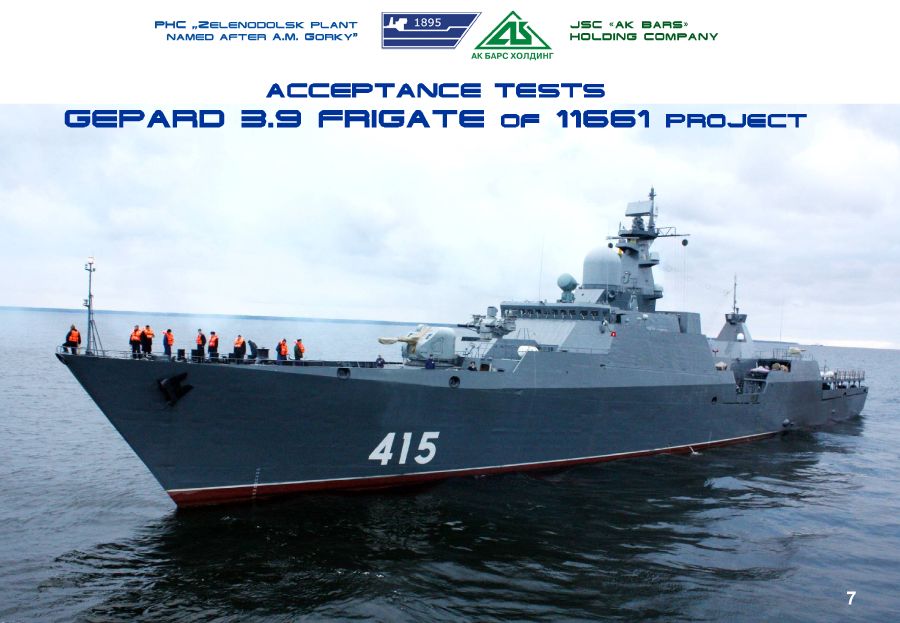 PHC „Zelenodolsk plant
named after A.M. Gorky”
1895
АК БАРС ХОЛДИНГ
JSC «AK BARS»
HOLDING COMPANY
ACCEPTANCE TESTS
GEPARD 3.9 FRIGATE OF 11661 PROJECT
415
7